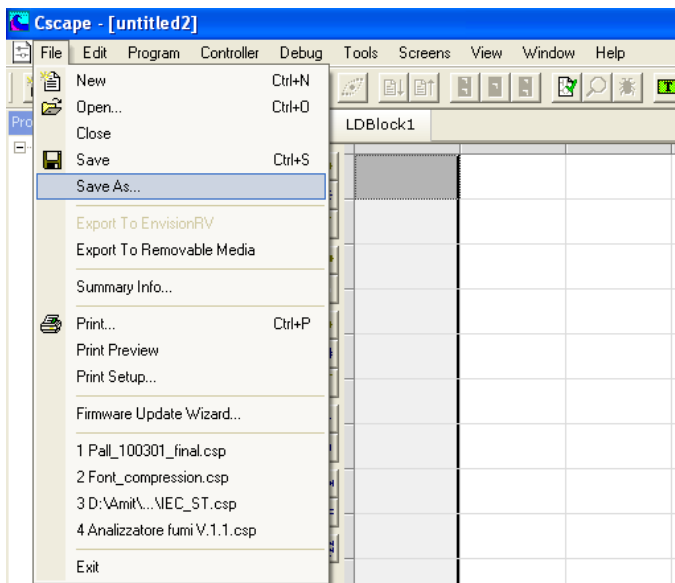 Cscape - [untitled2]
File Edit Program Controller Debug Tools Screens View Window Help
New Ctrl+N
Open... Ctrl+O
Close
Save Ctrl+S
Save As...
Export To EnvisionRV
Export To Removable Media
Summary Info...
Print... Ctrl+P
Print Preview
Print Setup...
Firmware Update Wizard...
1 Pall_100301_final.csp
2 Font_compression.csp
3 D:\Amit\...\IEC_ST.csp
4 Analizzatore fumi V.1.1.csp
Exit
Pro
LDBlock1
T